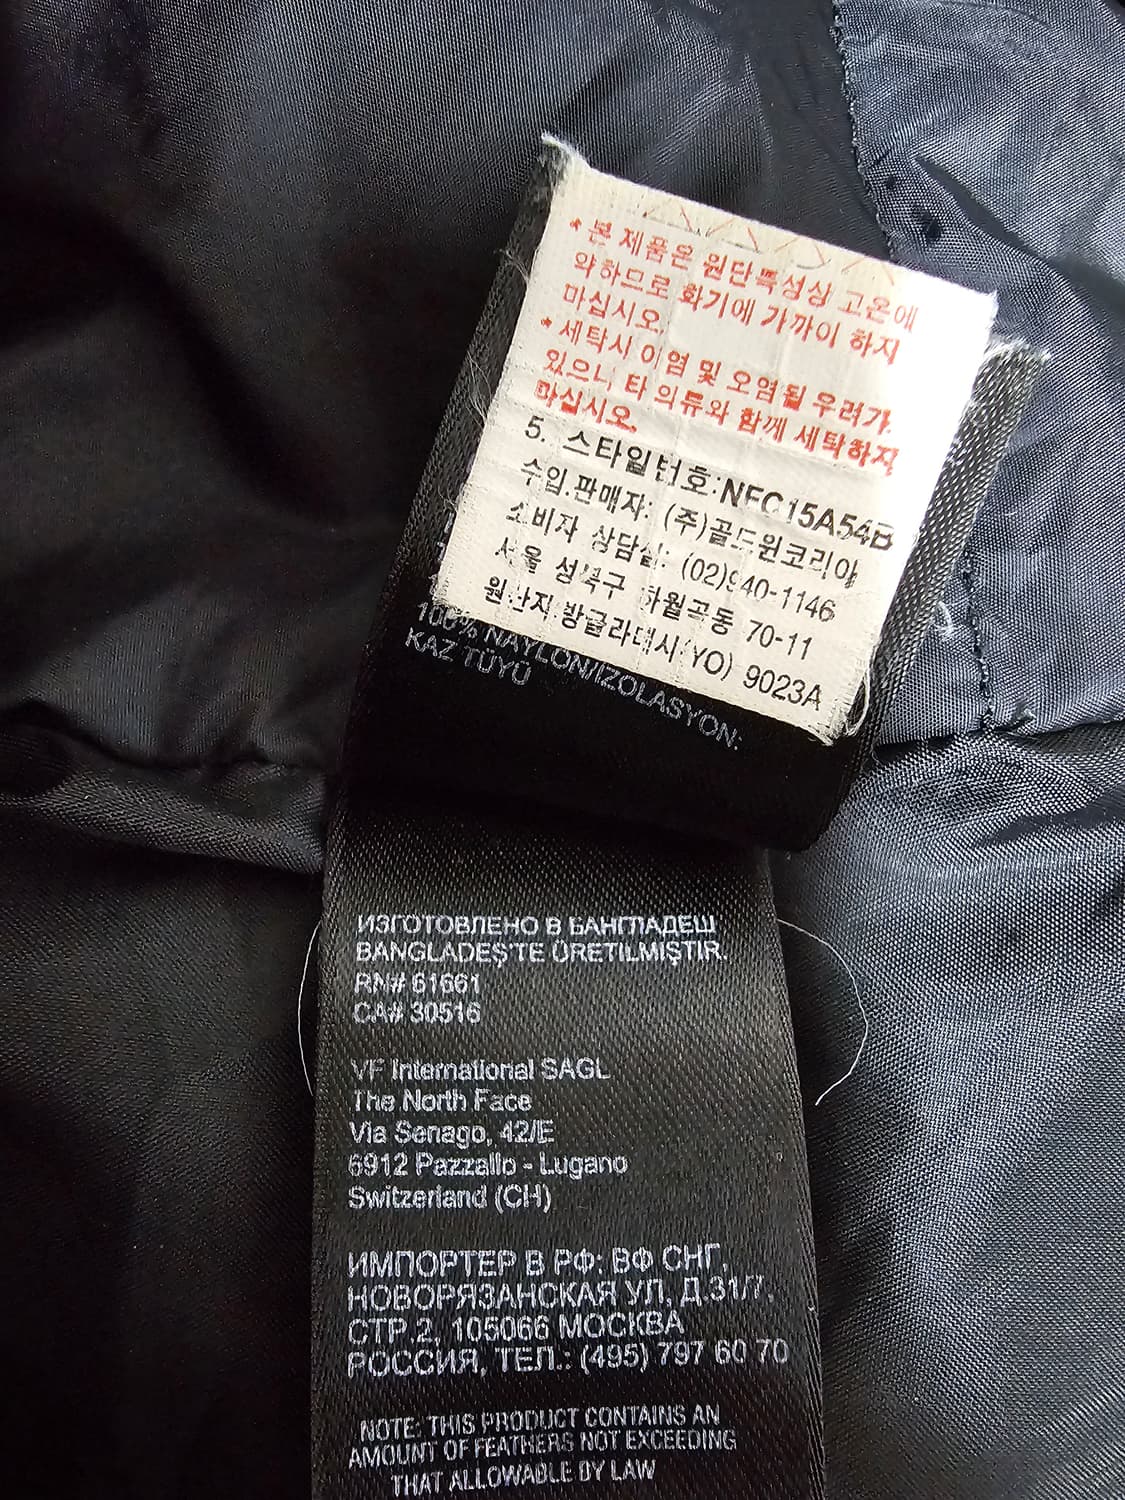 * 본 제품은 원단특성상 고온에
약하므로 화기에 가까이 하지
마십시오.
* 세탁시 이염 및 오염될 우려가
있으니 타 의류와 함께 세탁하지
마십시오.
5. 스타일번호:NFC15A54B
수입.판매자: (주)골드윈코리아
소비자 상담실: (02)940-1146
서울 성북구 하월곡동 70-11
원산지:방글라데시(YO) 9023A
100% NAYLON/IZOLASYON:
KAZ TÜYÜ
ИЗГОТОВЛЕНО В БАНГЛАДЕШ
BANGLADEŞ'TE ÜRETILMIŞTIR.
RN# 61661
CA# 30516
VF International SAGL
The North Face
Via Senago, 42/E
6912 Pazzallo - Lugano
Switzerland (CH)
ИМПОРТЕР В РФ: ВФ СНГ,
НОВОРЯЗАНСКАЯ УЛ, Д.31/7,
СТР.2, 105066 МОСКВА
РОССИЯ, ТЕЛ.: (495) 797 60 70
NOTE: THIS PRODUCT CONTAINS AN
AMOUNT OF FEATHERS NOT EXCEEDING
THAT ALLOWABLE BY LAW